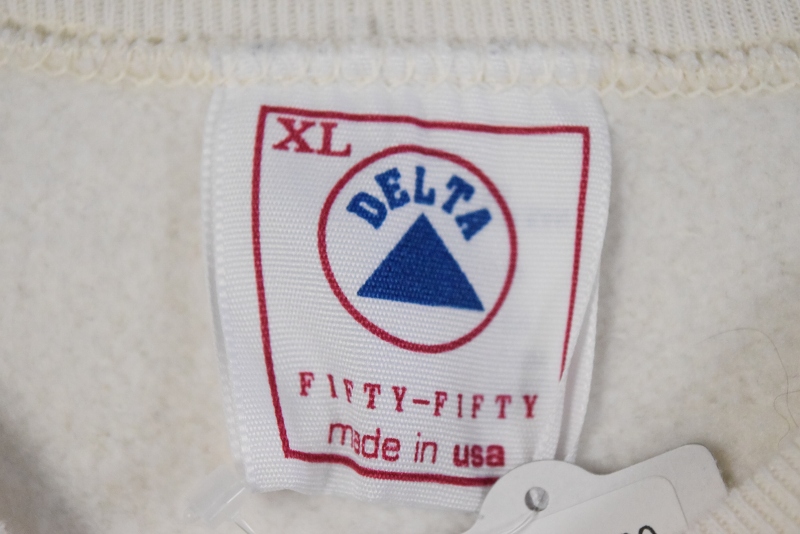 XL
DELTA
FIFTY-FIFTY
made in usa